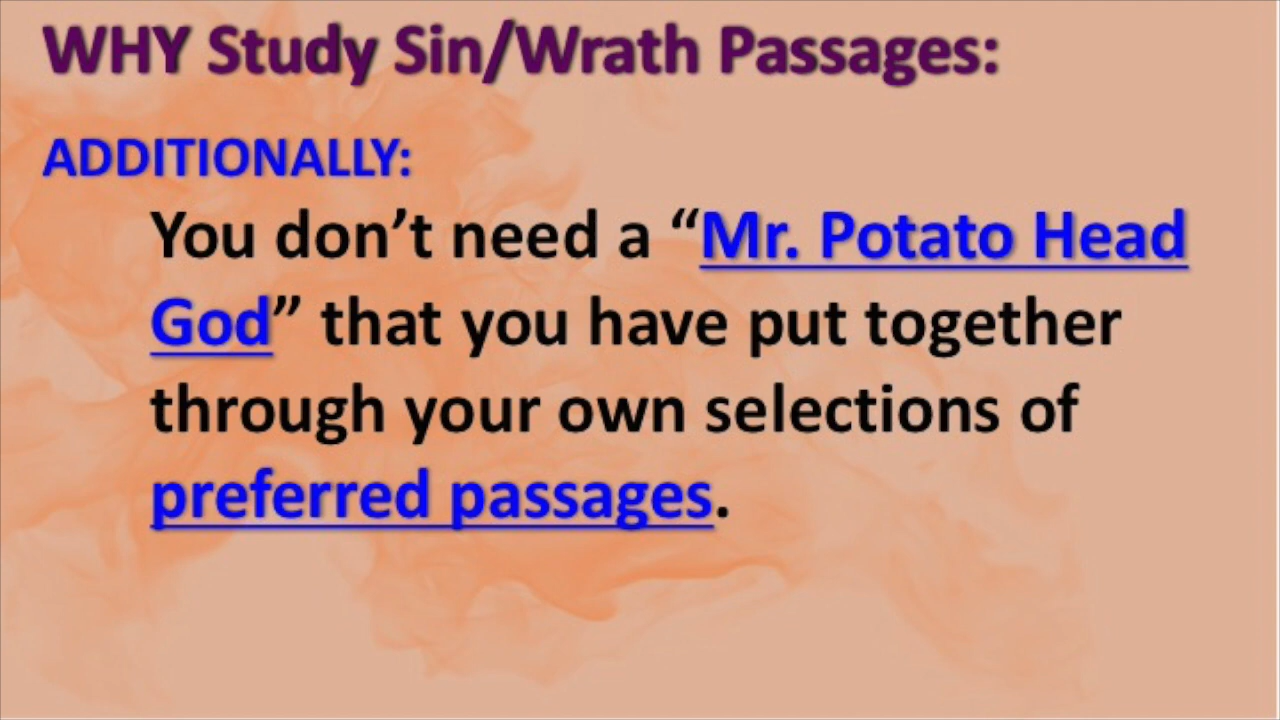 WHY Study Sin/Wrath Passages:
ADDITIONALLY:
You don’t need a “Mr. Potato Head
God” that you have put together
through your own selections of
preferred passages.